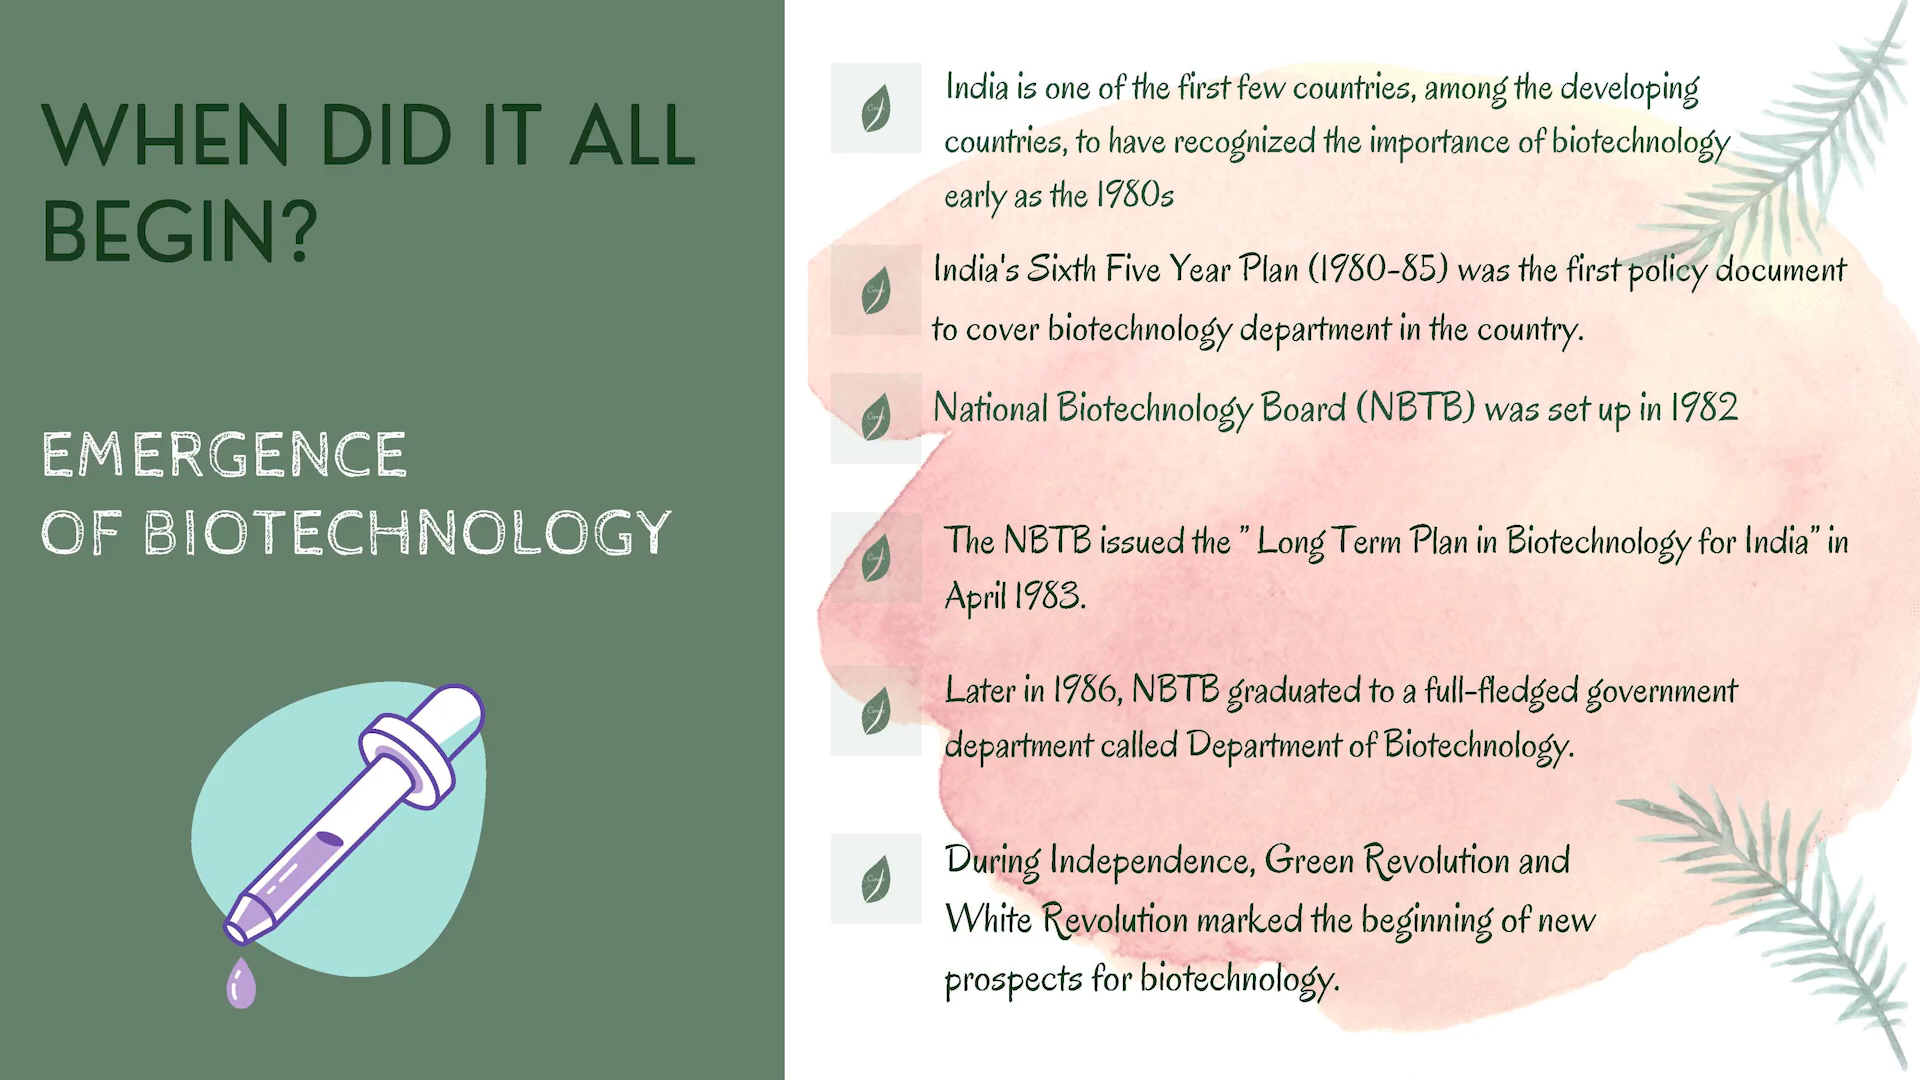 WHEN DID IT ALL
BEGIN?
EMERGENCE
OF BIOTECHNOLOGY
India is one of the first few countries, among the developing
countries, to have recognized the importance of biotechnology
early as the 1980s
India's Sixth Five Year Plan (1980-85) was the first policy document
to cover biotechnology department in the country.
National Biotechnology Board (NBTB) was set up in 1982
The NBTB issued the " Long Term Plan in Biotechnology for India" in
April 1983.
Later in 1986, NBTB graduated to a full-fledged government
department called Department of Biotechnology.
During Independence, Green Revolution and
White Revolution marked the beginning of new
prospects for biotechnology.